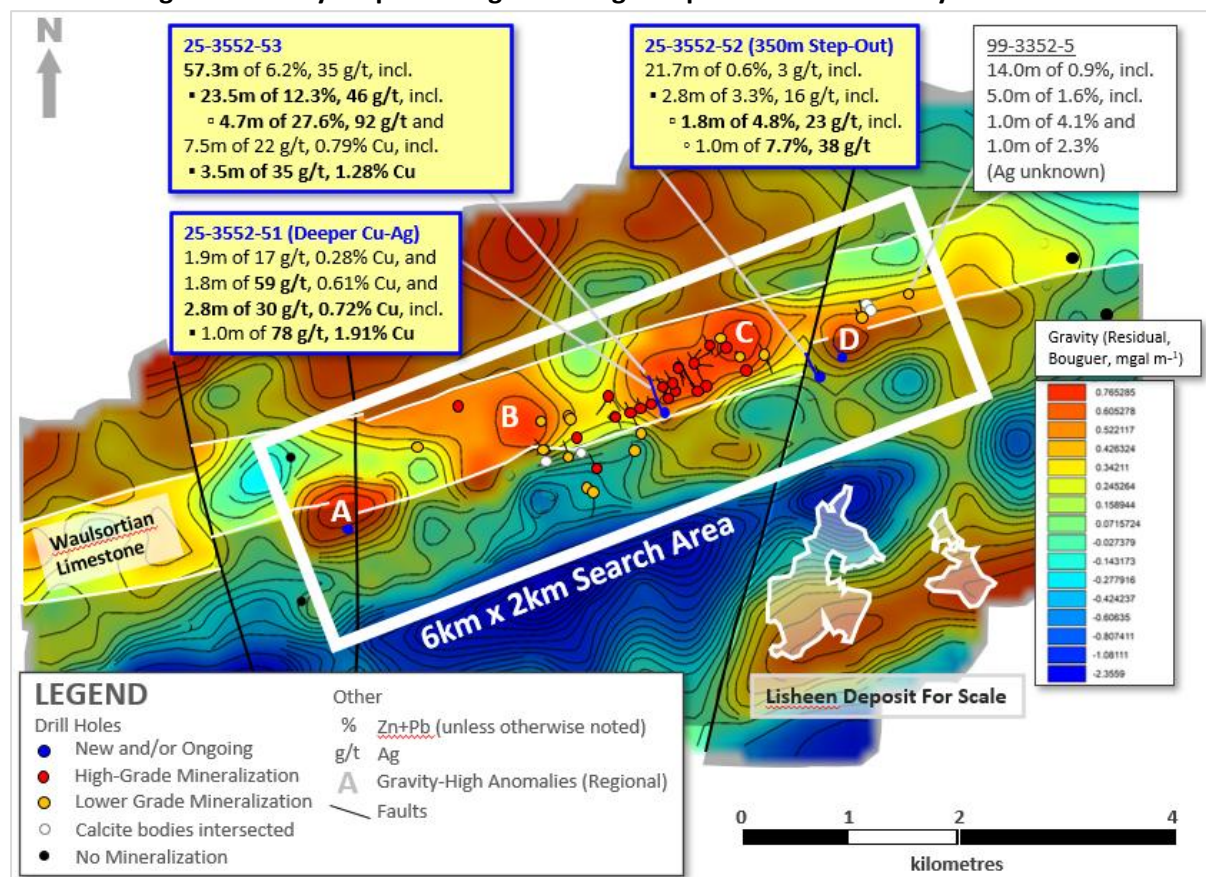 N
25-3552-53
57.3m of 6.2%, 35 g/t, incl.
▪ 23.5m of 12.3%, 46 g/t, incl.
▫ 4.7m of 27.6%, 92 g/t and
7.5m of 22 g/t, 0.79% Cu, incl.
▪ 3.5m of 35 g/t, 1.28% Cu
25-3552-52 (350m Step-Out)
21.7m of 0.6%, 3 g/t, incl.
▪ 2.8m of 3.3%, 16 g/t, incl.
▫ 1.8m of 4.8%, 23 g/t, incl.
▫ 1.0m of 7.7%, 38 g/t
99-3352-5
14.0m of 0.9%, incl.
5.0m of 1.6%, incl.
1.0m of 4.1% and
1.0m of 2.3%
(Ag unknown)
25-3552-51 (Deeper Cu-Ag)
1.9m of 17 g/t, 0.28% Cu, and
1.8m of 59 g/t, 0.61% Cu, and
2.8m of 30 g/t, 0.72% Cu, incl.
▪ 1.0m of 78 g/t, 1.91% Cu
A
B
C
D
Waulsortian
Limestone
6km x 2km Search Area
Lisheen Deposit For Scale
Gravity (Residual,
Bouguer, mgal m-1)
0.765285
0.605278
0.522117
0.426324
0.34211
0.245264
0.158944
0.0715724
-0.027379
-0.143173
-0.277916
-0.424237
-0.60635
-0.807411
-1.08111
-2.3559
LEGEND
Drill Holes
New and/or Ongoing
High-Grade Mineralization
Lower Grade Mineralization
Calcite bodies intersected
No Mineralization
Other
% Zn+Pb (unless otherwise noted)
g/t Ag
A Gravity-High Anomalies (Regional)
Faults
0 1 2 4
kilometres